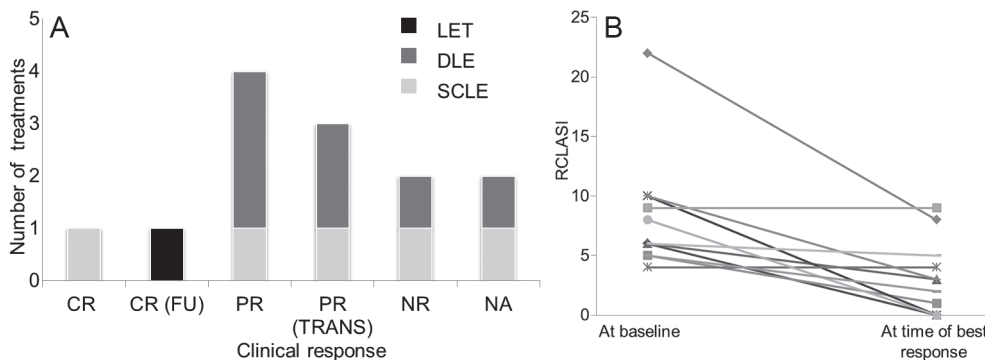 A
Number of treatments
5
4
3
2
1
0
LET
DLE
SCLE
CR
CR (FU)
PR
PR
(TRANS)
NR
NA
Clinical response
B
RCLASI
25
20
15
10
5
0
At baseline
At time of best
response